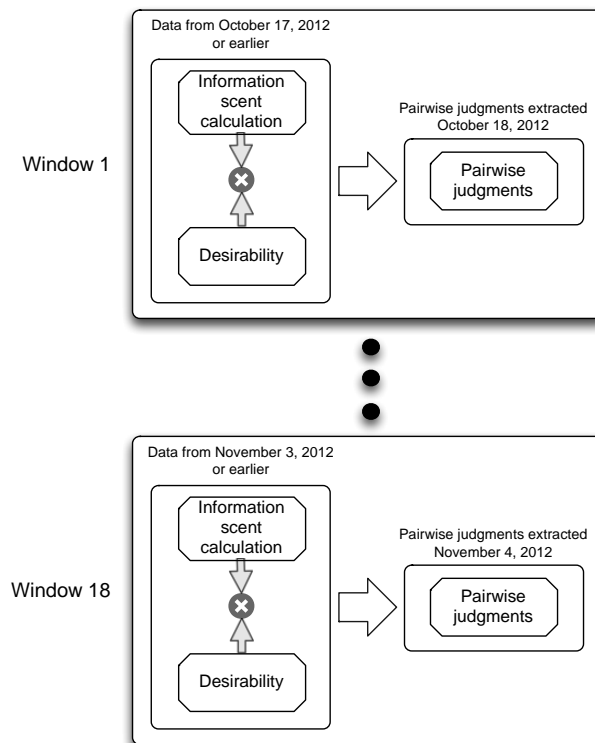 Data from October 17, 2012
or earlier
Information
scent
calculation
Desirability
Window 1
Pairwise judgments extracted
October 18, 2012
Pairwise
judgments
Data from November 3, 2012
or earlier
Information
scent
calculation
Desirability
Window 18
Pairwise judgments extracted
November 4, 2012
Pairwise
judgments